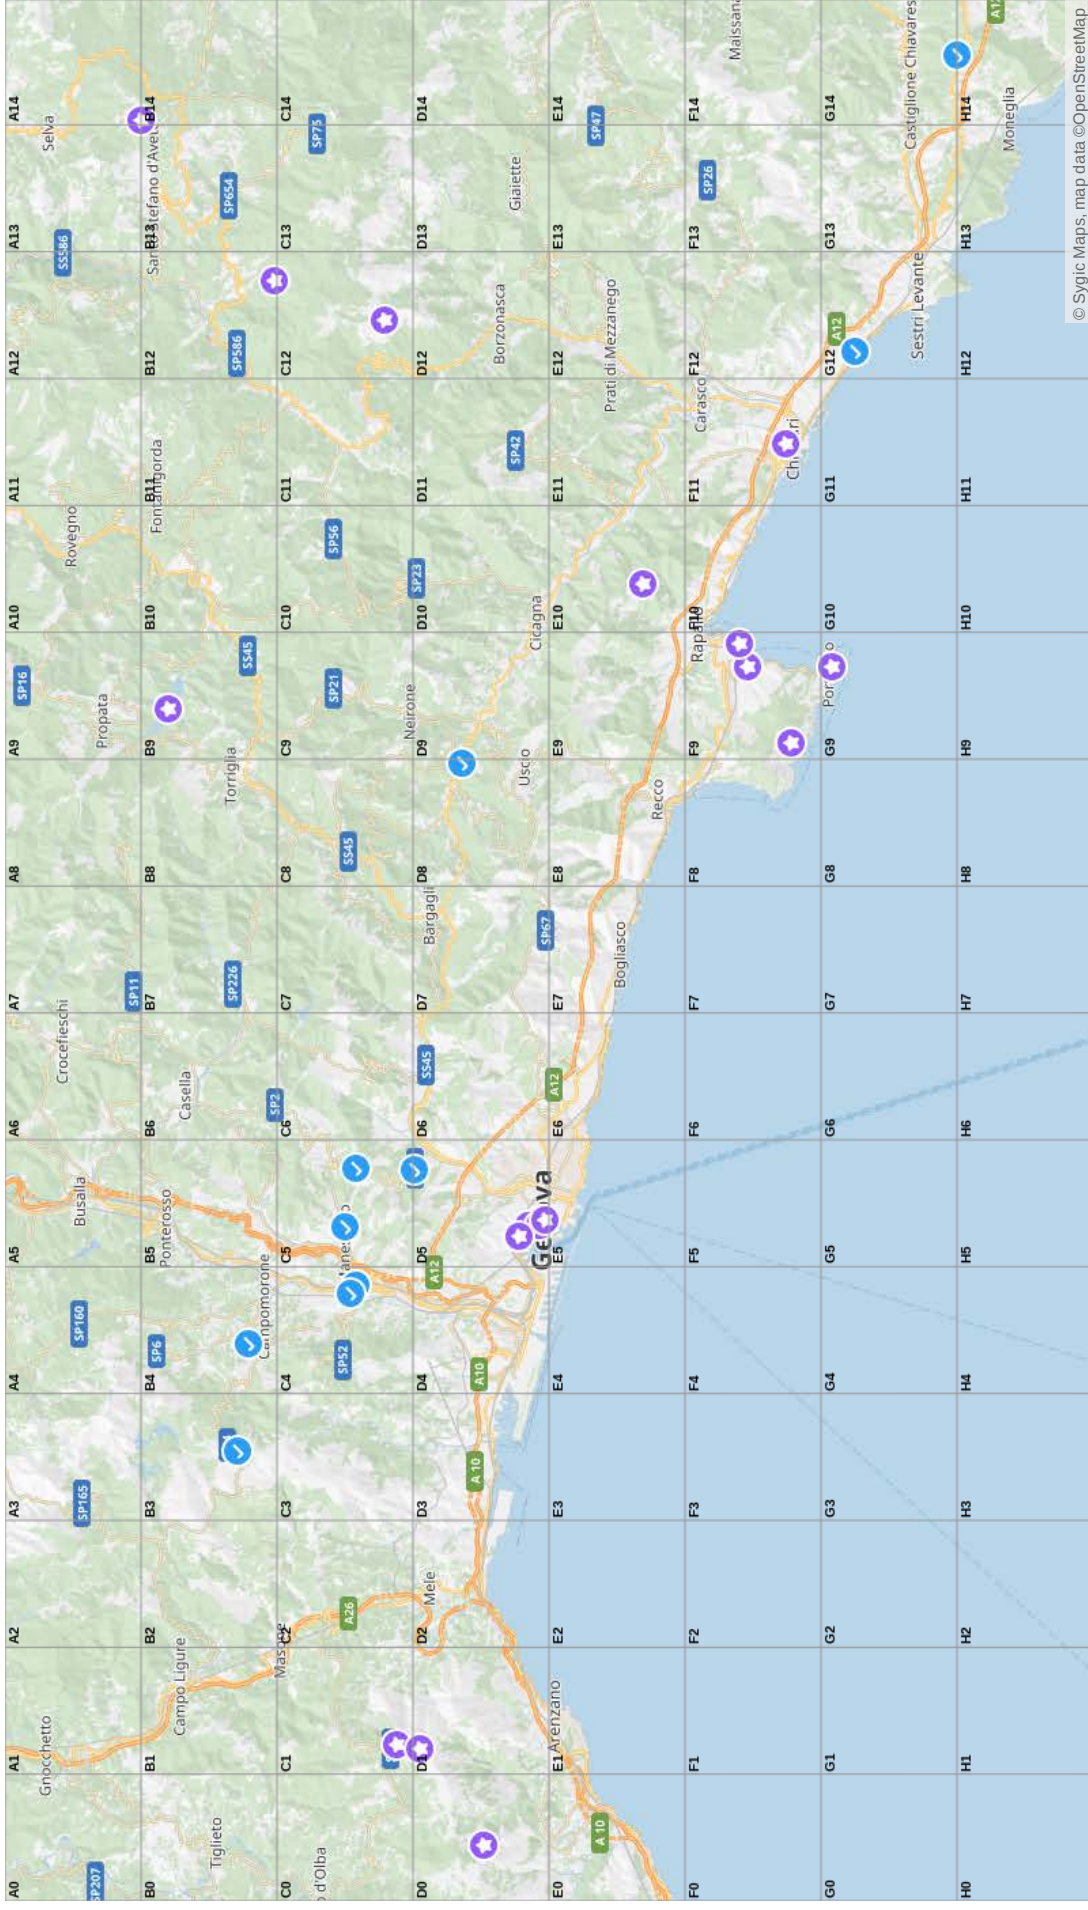 A0 A1 A2 A3 A4 A5 A6 A7 A8 A9 A10 A11 A12 A13 A14
SP16
Gnocchetto
Selva
Crocefieschi
SS586
Rovegno
Busalla
SP160
SP165
SP207
Propata
SP11
B0 B1 B2 B3 B4 B5 B6 B7 B8 B9 B10 B11 B12 B13 B14
Santo Stefano d'Aveto
Fontanigorda
SP6
Ponterosso
Campo Ligure
Casella
Tiglieto
SP654
Torriglia
SP226
SP586
SS45
Campomorone
SP2
Masone
C0 C1 C2 C3 C4 C5 C6 C7 C8 C9 C10 C11 C12 C13 C14
SP75
o d'Olba
SP56
SP21
SP52
SS45
A26
Neirone
D0 D1 D2 D3 D4 D5 D6 D7 D8 D9 D10 D11 D12 D13 D14
SP23
SS45
Mele
Bargagli
A12
A 10
A10
Borzonasca
Giaiette
SP42
Uscio
Cicagna
Genova
SP67
A12
Arenzano
E0 E1 E2 E3 E4 E5 E6 E7 E8 E9 E10 E11 E12 E13 E14
SP47
A 10
Prati di Mezzanego
Bogliasco
Recco
F0 F1 F2 F3 F4 F5 F6 F7 F8 F9 F10 F11 F12 F13 F14
Rapallo
Carasco
SP26
Maissana
Ch ri
G0 G1 G2 G3 G4 G5 G6 G7 G8 G9 G10 G11 G12 G13 G14
Por o
A12
Castiglione Chiavarese
Sestri Levante
H0 H1 H2 H3 H4 H5 H6 H7 H8 H9 H10 H11 H12 H13 H14
A12
Moneglia
© Sygic Maps, map data ©OpenStreetMap